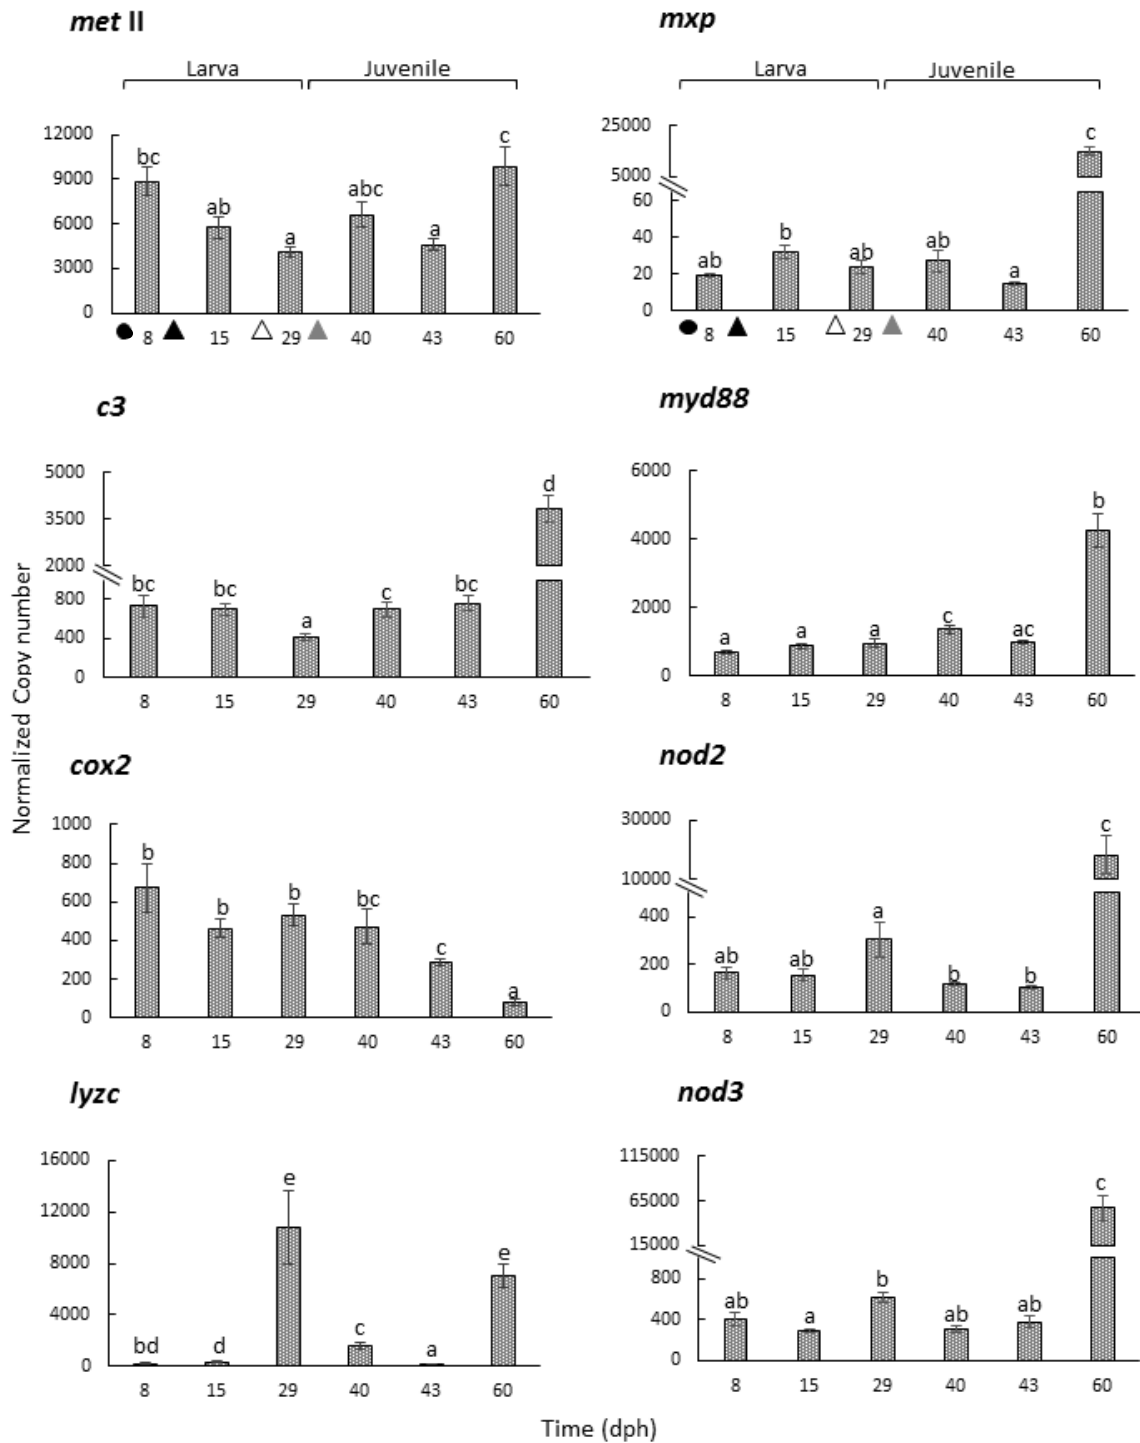 met II
Larva Juvenile
12000
9000
6000
3000
0
bc ab a abc a c
8 15 29 40 43 60
mxp
Larva Juvenile
25000
5000
60
40
20
0
ab b ab ab a c
8 15 29 40 43 60
Normalized Copy number
c3
5000
3500
2000
800
400
0
bc bc a c bc d
8 15 29 40 43 60
myd88
6000
4000
2000
0
a a a c ac b
8 15 29 40 43 60
cox2
1000
800
600
400
200
0
b b b bc c a
8 15 29 40 43 60
nod2
30000
10000
400
200
0
ab ab a b b c
8 15 29 40 43 60
lyzc
16000
12000
8000
4000
0
bd d e c a e
8 15 29 40 43 60
nod3
115000
65000
15000
800
400
0
ab a b ab ab c
8 15 29 40 43 60
Time (dph)